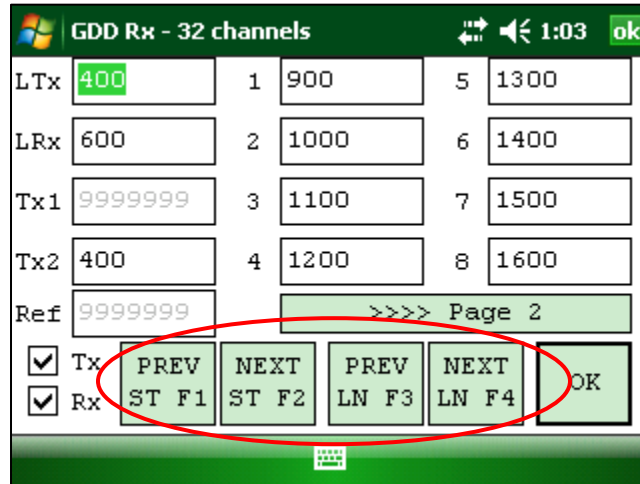 GDD Rx - 32 channels 1:03 ok
LTx 400 1 900 5 1300
LRx 600 2 1000 6 1400
Tx1 9999999 3 1100 7 1500
Tx2 400 4 1200 8 1600
Ref 9999999 >>>> Page 2
Tx PREV NEXT PREV NEXT OK
Rx ST F1 ST F2 LN F3 LN F4